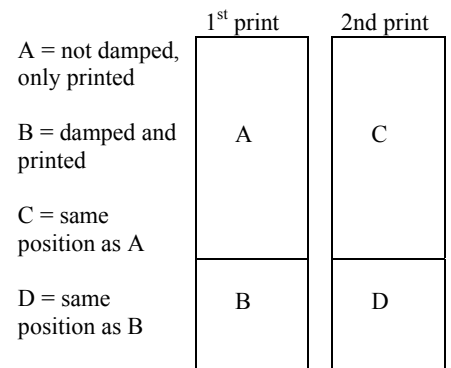 1st print 2nd print
A = not damped,
only printed
B = damped and
printed
A C
C = same
position as A
D = same
position as B
B D